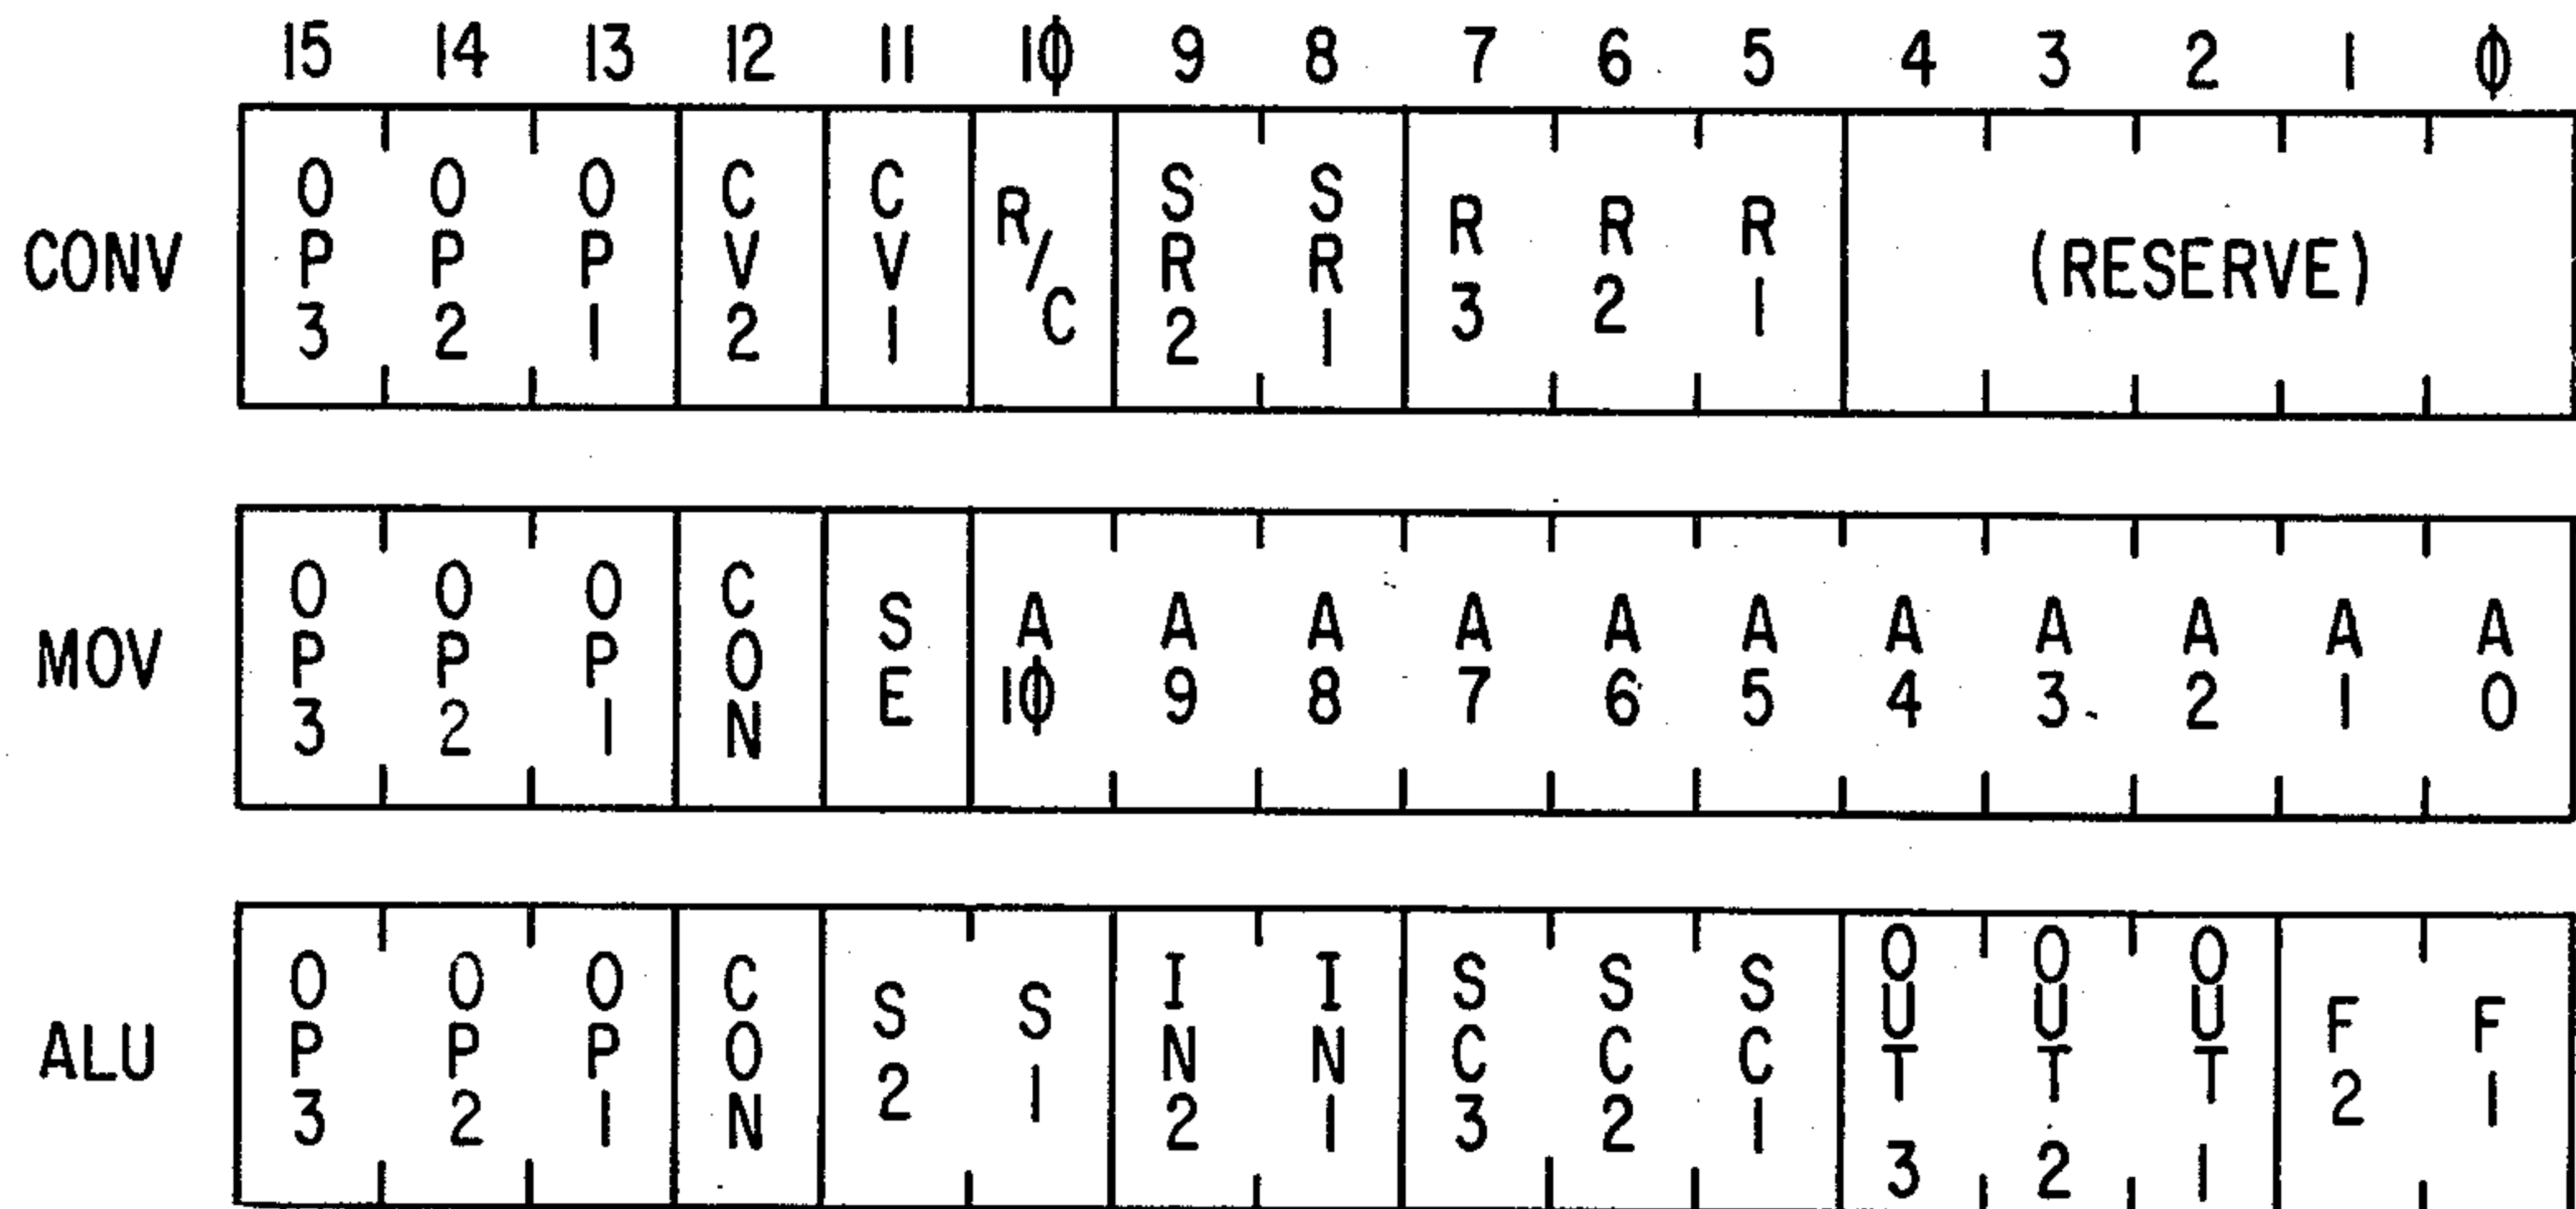 15 14 13 12 11 1φ 9 8 7 6 5 4 3 2 1 φ
CONV OP3 OP2 OP1 CV2 CV1 R/C SR2 SR1 R3 R2 R1 (RESERVE)
MOV OP3 OP2 OP1 CON SE A1φ A9 A8 A7 A6 A5 A4 A3 A2 A1 A0
ALU OP3 OP2 OP1 CON S2 S1 IN2 IN1 SC3 SC2 SC1 OUT3 OUT2 OUT1 F2 F1